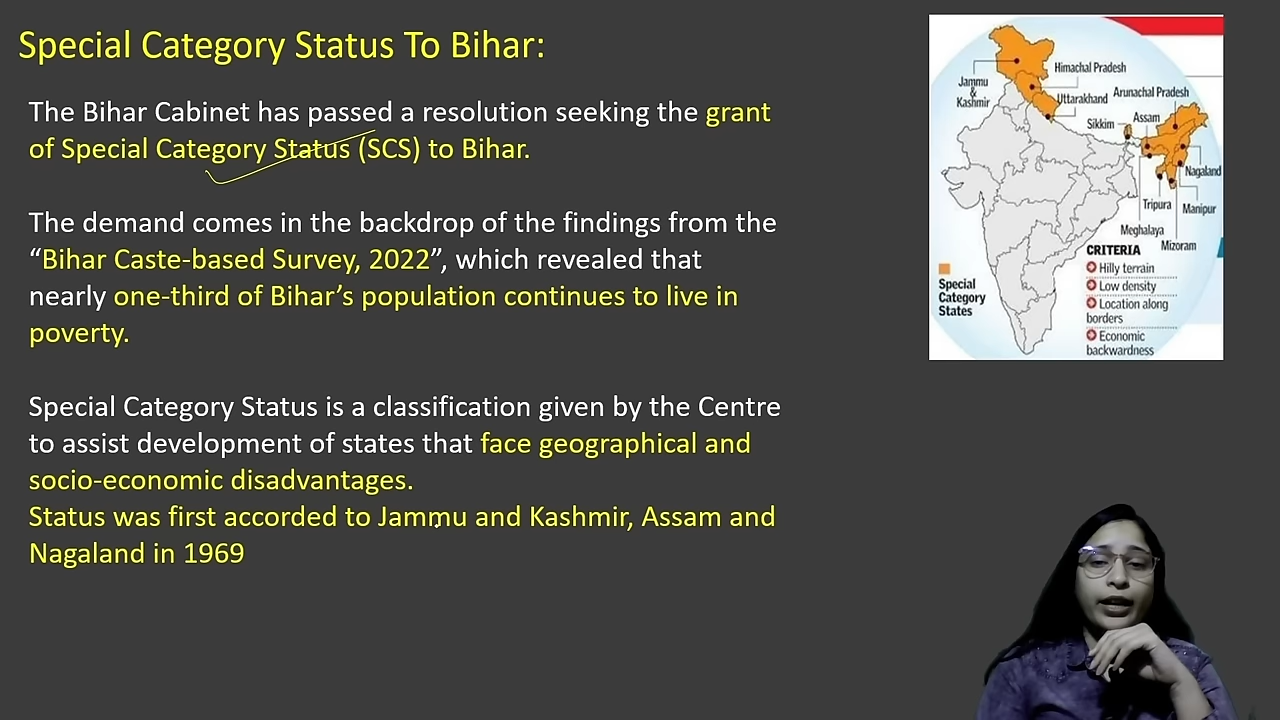 Special Category Status To Bihar:
The Bihar Cabinet has passed a resolution seeking the grant
of Special Category Status (SCS) to Bihar.
The demand comes in the backdrop of the findings from the
“Bihar Caste-based Survey, 2022”, which revealed that
nearly one-third of Bihar’s population continues to live in
poverty.
Special Category Status is a classification given by the Centre
to assist development of states that face geographical and
socio-economic disadvantages.
Status was first accorded to Jammu and Kashmir, Assam and
Nagaland in 1969
Jammu
&
Kashmir
Himachal Pradesh
Uttarakhand
Arunachal Pradesh
Sikkim
Assam
Nagaland
Tripura
Manipur
Meghalaya
Mizoram
Special
Category
States
CRITERIA
Hilly terrain
Low density
Location along
borders
Economic
backwardness